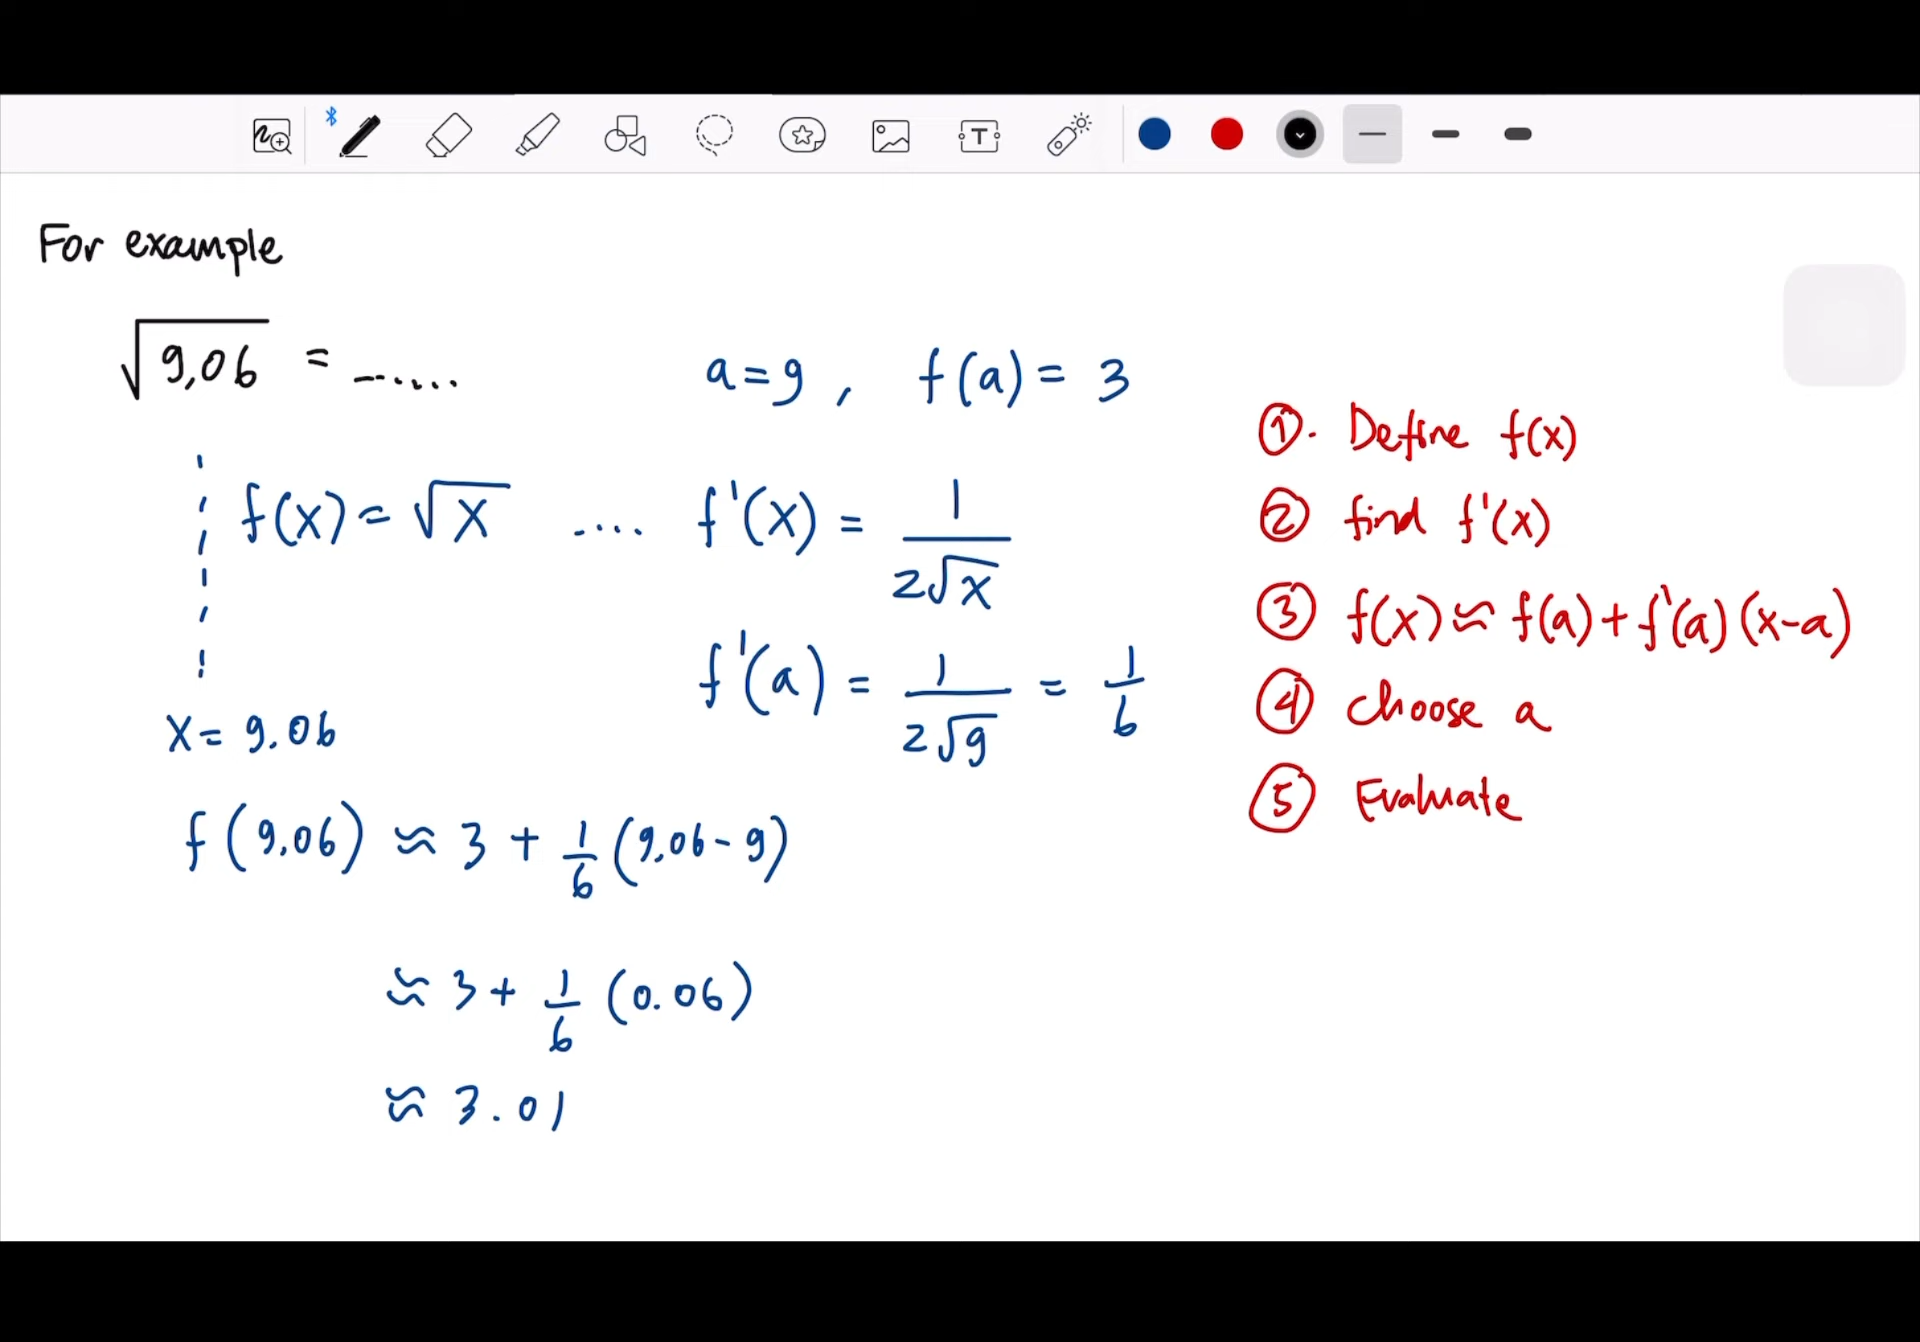 For example
√9,06 = ......
a = 9 , f(a) = 3
f(x) = √x .... f'(x) = 1/(2√x)
f'(a) = 1/(2√9) = 1/6
x = 9.06
f(9,06) ≈ 3 + 1/6 (9,06 - 9)
≈ 3 + 1/6 (0.06)
≈ 3.01
①. Define f(x)
② find f'(x)
③ f(x) ≈ f(a) + f'(a) (x-a)
④ Choose a
⑤ Evaluate